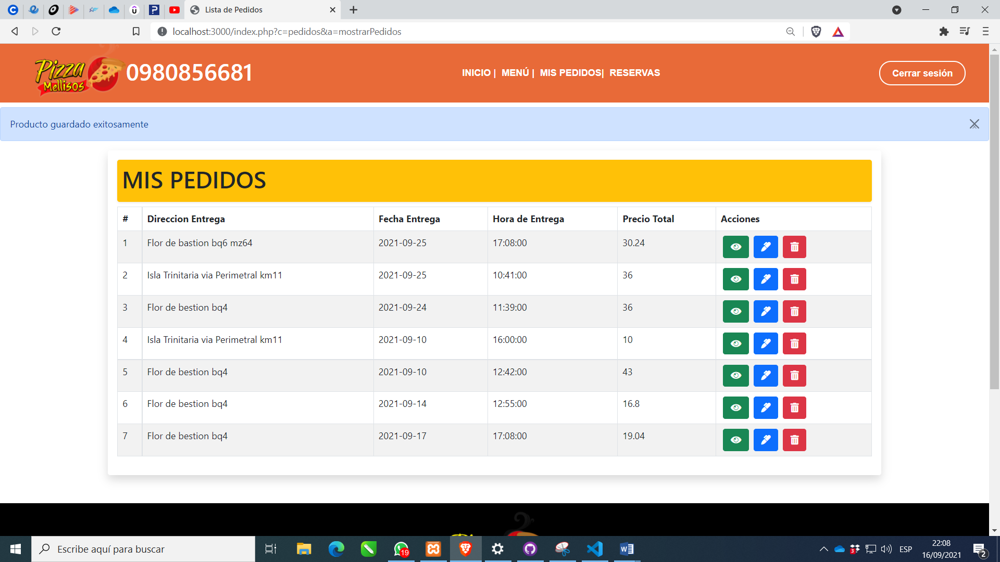 Lista de Pedidos
localhost:3000/index.php?c=pedidos&a=mostrarPedidos
Pizza
Mellisos
0980856681
INICIO | MENÚ | MIS PEDIDOS| RESERVAS
Cerrar sesión
Producto guardado exitosamente
MIS PEDIDOS
# Direccion Entrega Fecha Entrega Hora de Entrega Precio Total Acciones
1 Flor de bastion bq6 mz64 2021-09-25 17:08:00 30.24
2 Isla Trinitaria via Perimetral km11 2021-09-25 10:41:00 36
3 Flor de bestion bq4 2021-09-24 11:39:00 36
4 Isla Trinitaria via Perimetral km11 2021-09-10 16:00:00 10
5 Flor de bestion bq4 2021-09-10 12:42:00 43
6 Flor de bestion bq4 2021-09-14 12:55:00 16.8
7 Flor de bestion bq4 2021-09-17 17:08:00 19.04
Escribe aquí para buscar
19
3
ESP
22:08
16/09/2021
2